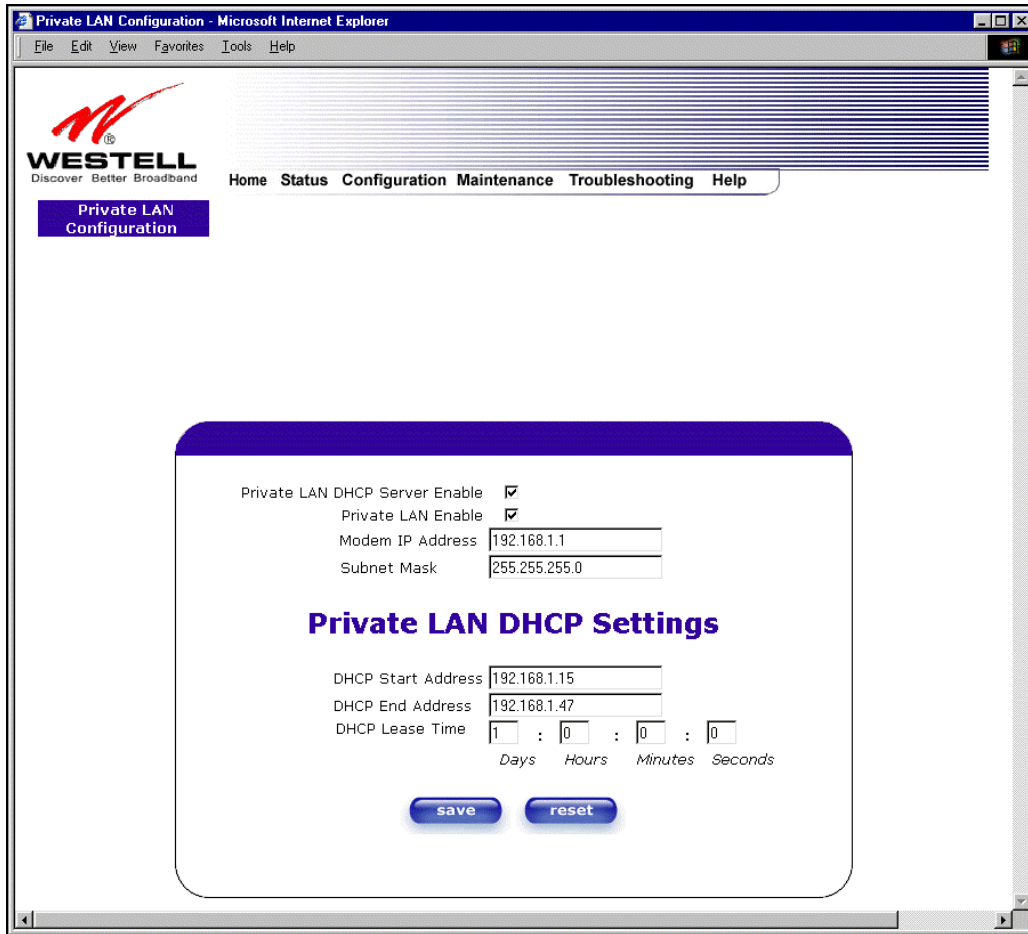 Private LAN Configuration - Microsoft Internet Explorer
File Edit View Favorites Tools Help
®
WESTELL
Discover Better Broadband
Home Status Configuration Maintenance Troubleshooting Help
Private LAN
Configuration
Private LAN DHCP Server Enable
Private LAN Enable
Modem IP Address 192.168.1.1
Subnet Mask 255.255.255.0
Private LAN DHCP Settings
DHCP Start Address 192.168.1.15
DHCP End Address 192.168.1.47
DHCP Lease Time 1 : 0 : 0 : 0
Days Hours Minutes Seconds
save reset